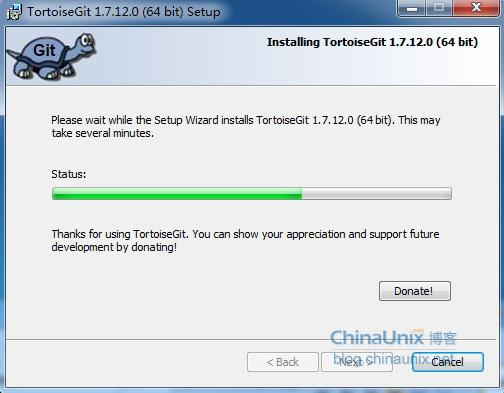 TortoiseGit 1.7.12.0 (64 bit) Setup
Git
Installing TortoiseGit 1.7.12.0 (64 bit)
Please wait while the Setup Wizard installs TortoiseGit 1.7.12.0 (64 bit). This may
take several minutes.
Status:
Thanks for using TortoiseGit. You can show your appreciation and support future
development by donating!
Donate!
ChinaUnix.net 博客
blog.chinaunix.net
< Back
Next >
Cancel